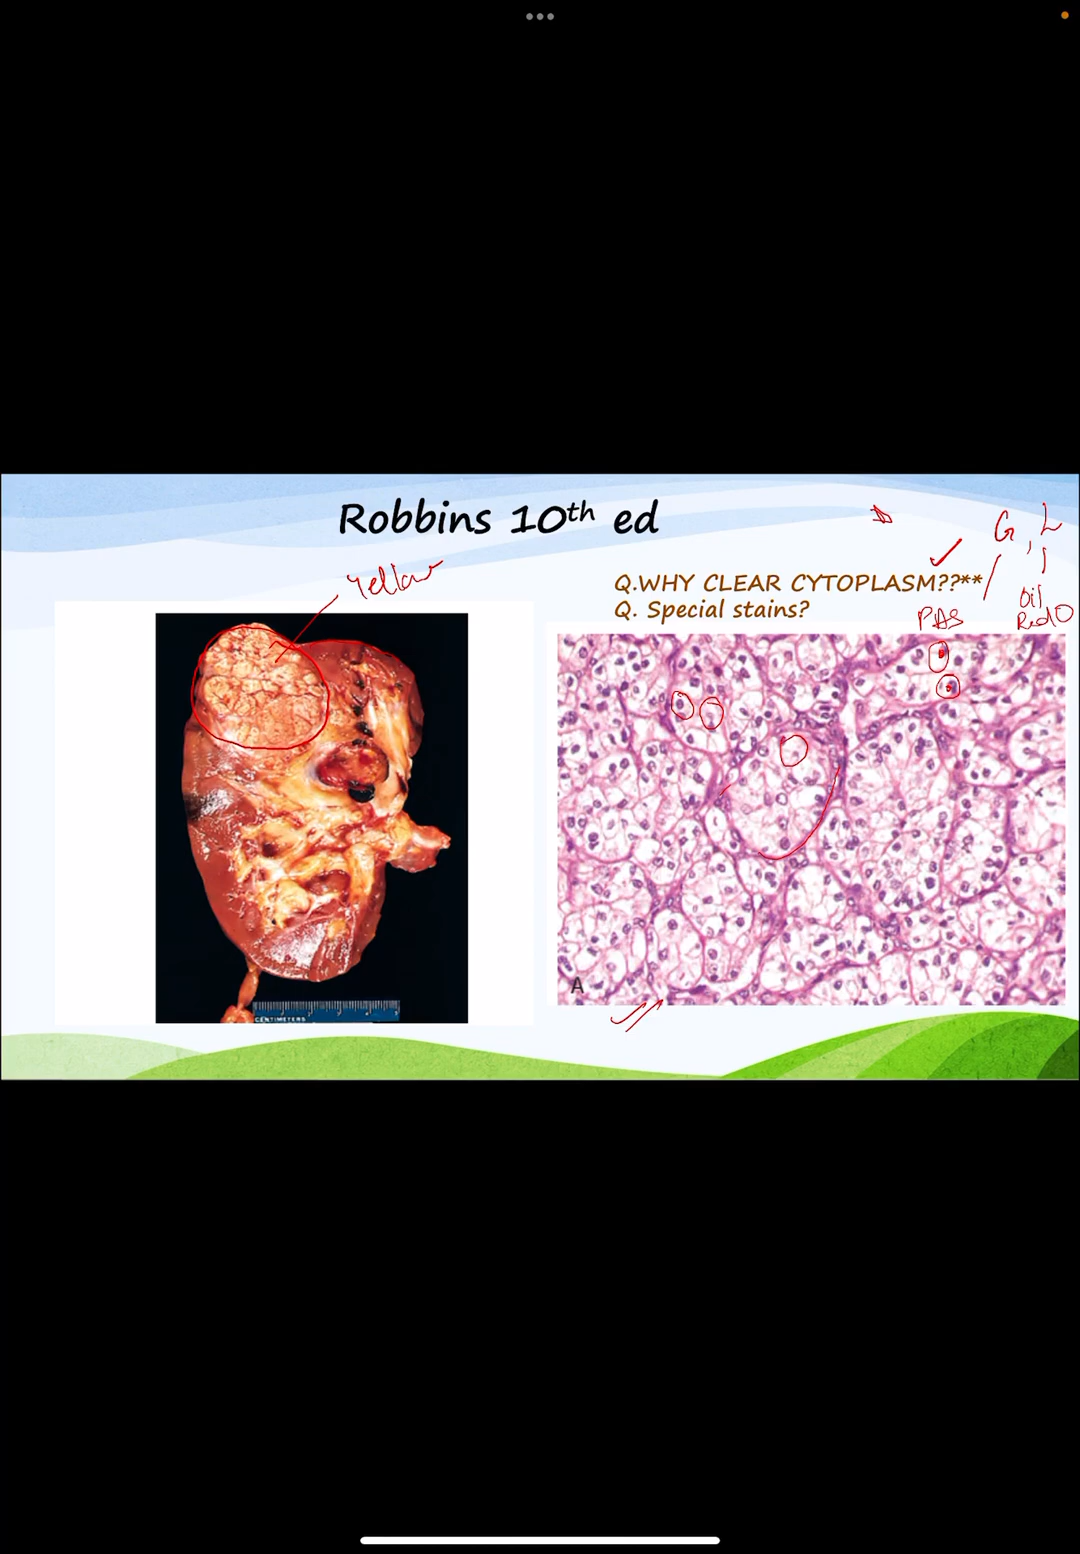 Robbins 10th ed
Yellow
G, L
Q.WHY CLEAR CYTOPLASM??**
Q. Special stains?
PAS
Oil
Red O
A
CENTIMETERS